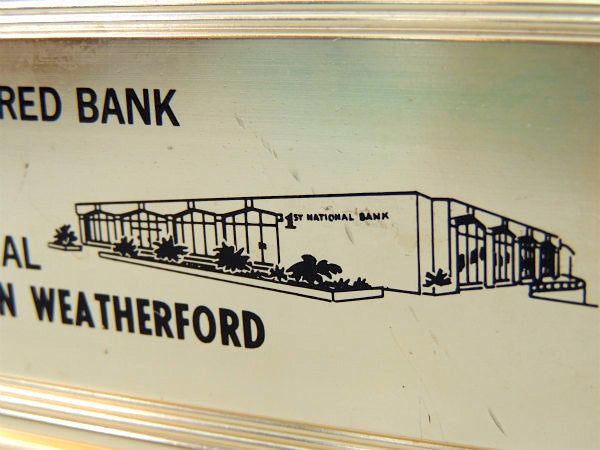 RED BANK
1ST NATIONAL BANK
AL
N WEATHERFORD